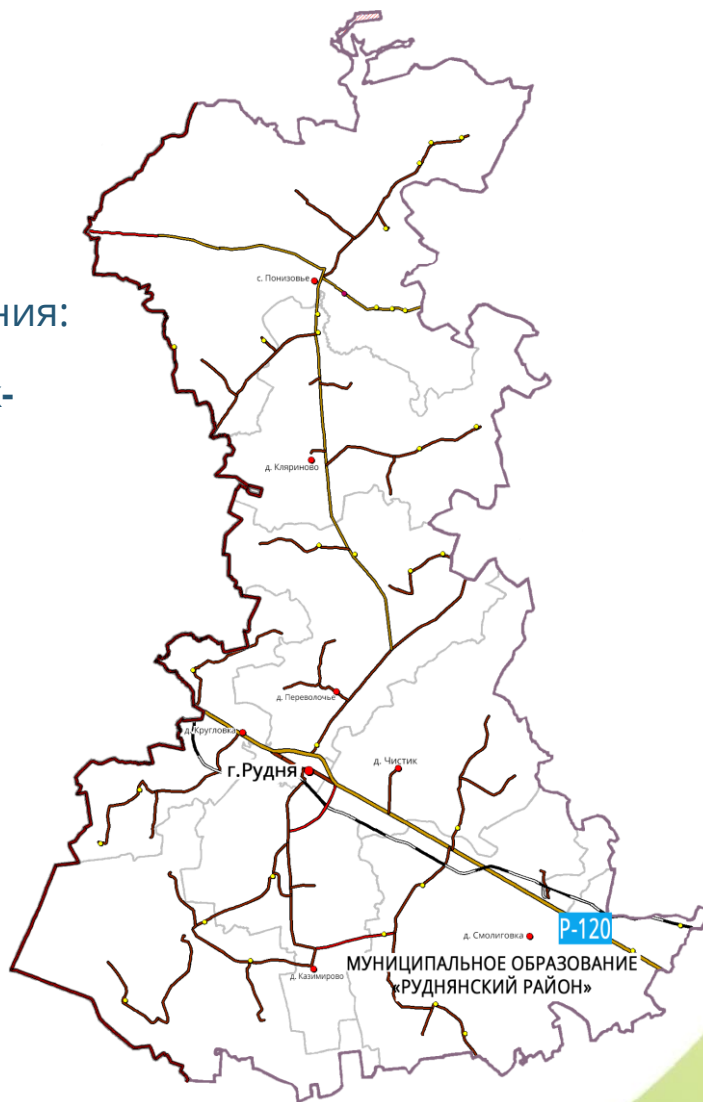 ния:
к-
с. Понизовье
д. Кляриново
д. Переволочье
д. Кругловка
г.Рудня
д. Чистик
Р-120
д. Смолиговка
МУНИЦИПАЛЬНОЕ ОБРАЗОВАНИЕ
«РУДНЯНСКИЙ РАЙОН»
д. Казимирово